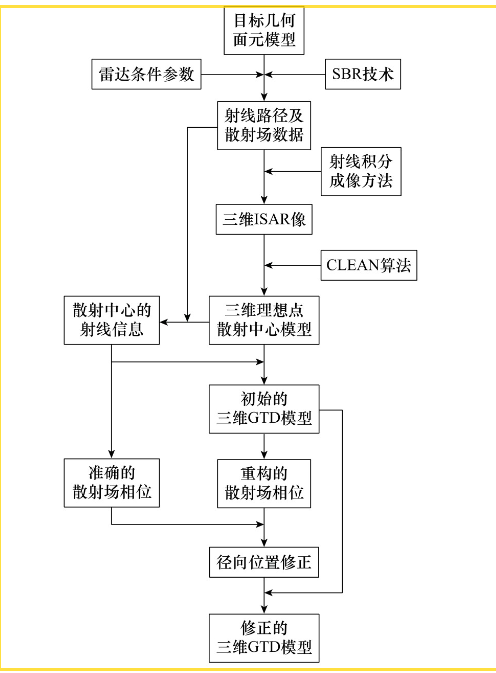 目标几何
面元模型
雷达条件参数
SBR技术
射线路径及
散射场数据
射线积分
成像方法
三维ISAR像
CLEAN算法
散射中心的
射线信息
三维理想点
散射中心模型
初始的
三维GTD模型
准确的
散射场相位
重构的
散射场相位
径向位置修正
修正的
三维GTD模型